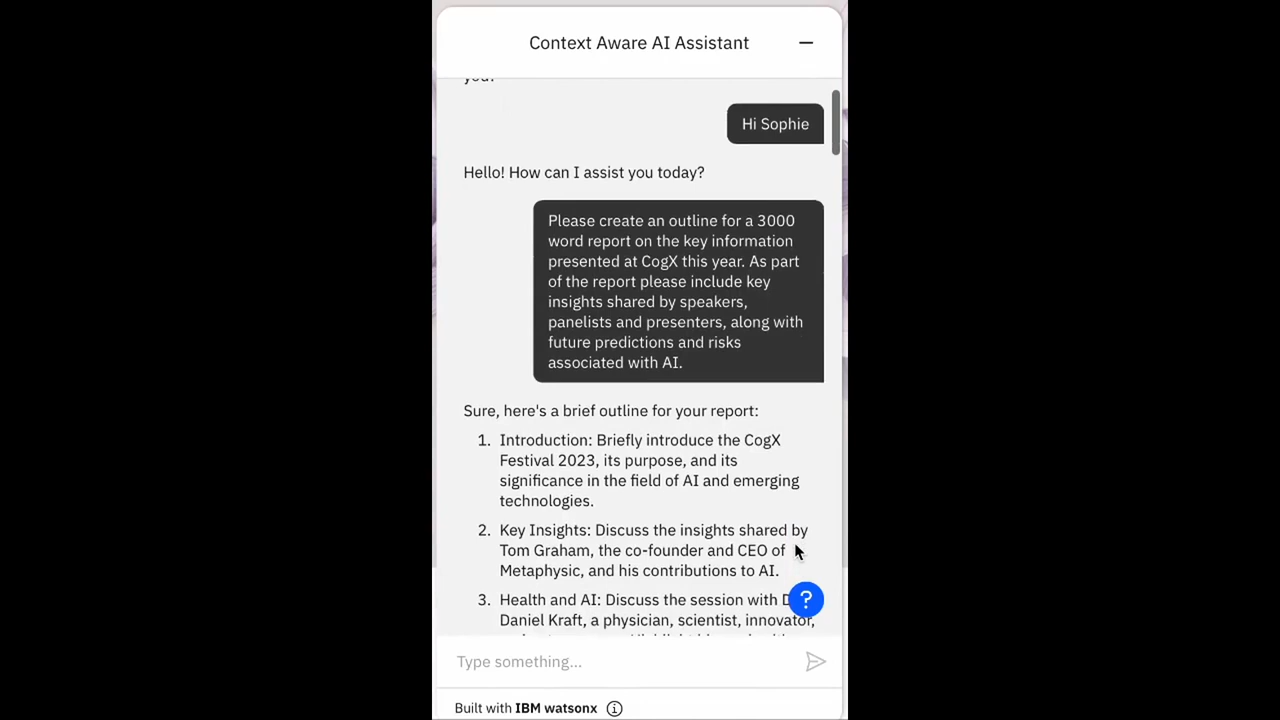 Context Aware AI Assistant
you?
Hi Sophie
Hello! How can I assist you today?
Please create an outline for a 3000
word report on the key information
presented at CogX this year. As part
of the report please include key
insights shared by speakers,
panelists and presenters, along with
future predictions and risks
associated with AI.
Sure, here's a brief outline for your report:
1. Introduction: Briefly introduce the CogX
Festival 2023, its purpose, and its
significance in the field of AI and emerging
technologies.
2. Key Insights: Discuss the insights shared by
Tom Graham, the co-founder and CEO of
Metaphysic, and his contributions to AI.
3. Health and AI: Discuss the session with
Daniel Kraft, a physician, scientist, innovator,
?
Type something...
Built with IBM watsonx